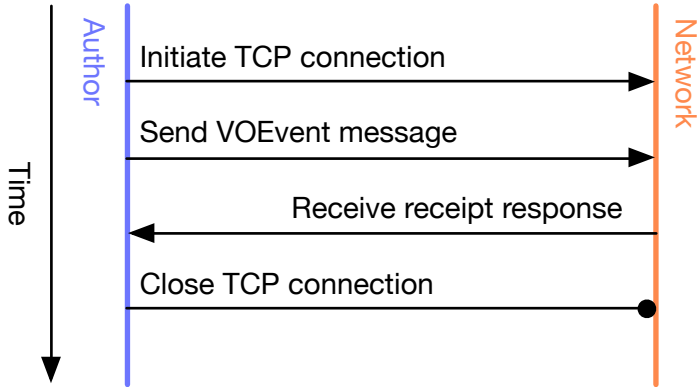 Author
Network
Initiate TCP connection
Send VOEvent message
Time
Receive receipt response
Close TCP connection